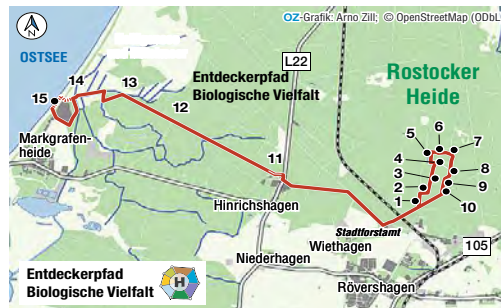 OZ-Grafik: Arno Zill; © OpenStreetMap (ODbL
N
OSTSEE
L22
Entdeckerpfad
Biologische Vielfalt
Rostocker
Heide
15
14
13
12
11
Markgrafen-
heide
Hinrichshagen
5
6
7
4
3
8
2
9
1
10
Stadtforstamt
Wiethagen
105
Niederhagen
Rövershagen
Entdeckerpfad
Biologische Vielfalt
H